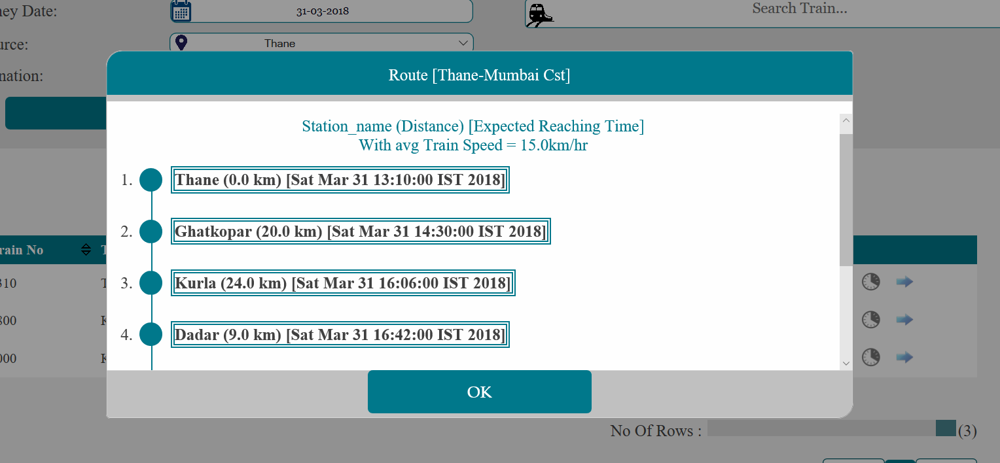 ey Date:
31-03-2018
Search Train...
urce:
Thane
nation:
Route [Thane-Mumbai Cst]
Station_name (Distance) [Expected Reaching Time]
With avg Train Speed = 15.0km/hr
1. Thane (0.0 km) [Sat Mar 31 13:10:00 IST 2018]
2. Ghatkopar (20.0 km) [Sat Mar 31 14:30:00 IST 2018]
rain No T
3. Kurla (24.0 km) [Sat Mar 31 16:06:00 IST 2018]
310 T
800 K
4. Dadar (9.0 km) [Sat Mar 31 16:42:00 IST 2018]
000 K
OK
No Of Rows : (3)